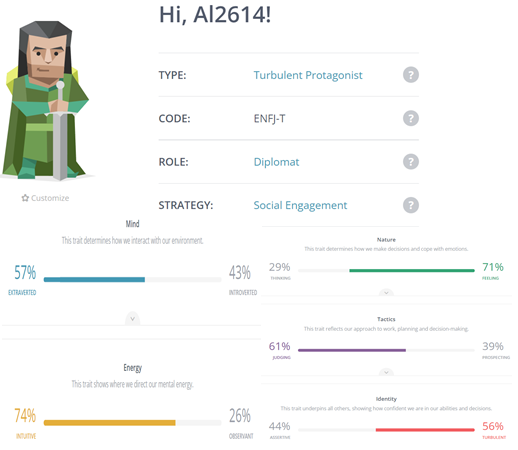 Hi, Al2614!
TYPE: Turbulent Protagonist ?
CODE: ENFJ-T ?
ROLE: Diplomat ?
STRATEGY: Social Engagement ?
Customize
Mind
This trait determines how we interact with our environment.
57% 43%
EXTRAVERTED INTROVERTED
Energy
This trait shows where we direct our mental energy.
74% 26%
INTUITIVE OBSERVANT
Nature
This trait determines how we make decisions and cope with emotions.
29% 71%
THINKING FEELING
Tactics
This trait reflects our approach to work, planning and decision-making.
61% 39%
JUDGING PROSPECTING
Identity
This trait underpins all others, showing how confident we are in our abilities and decisions.
44% 56%
ASSERTIVE TURBULENT